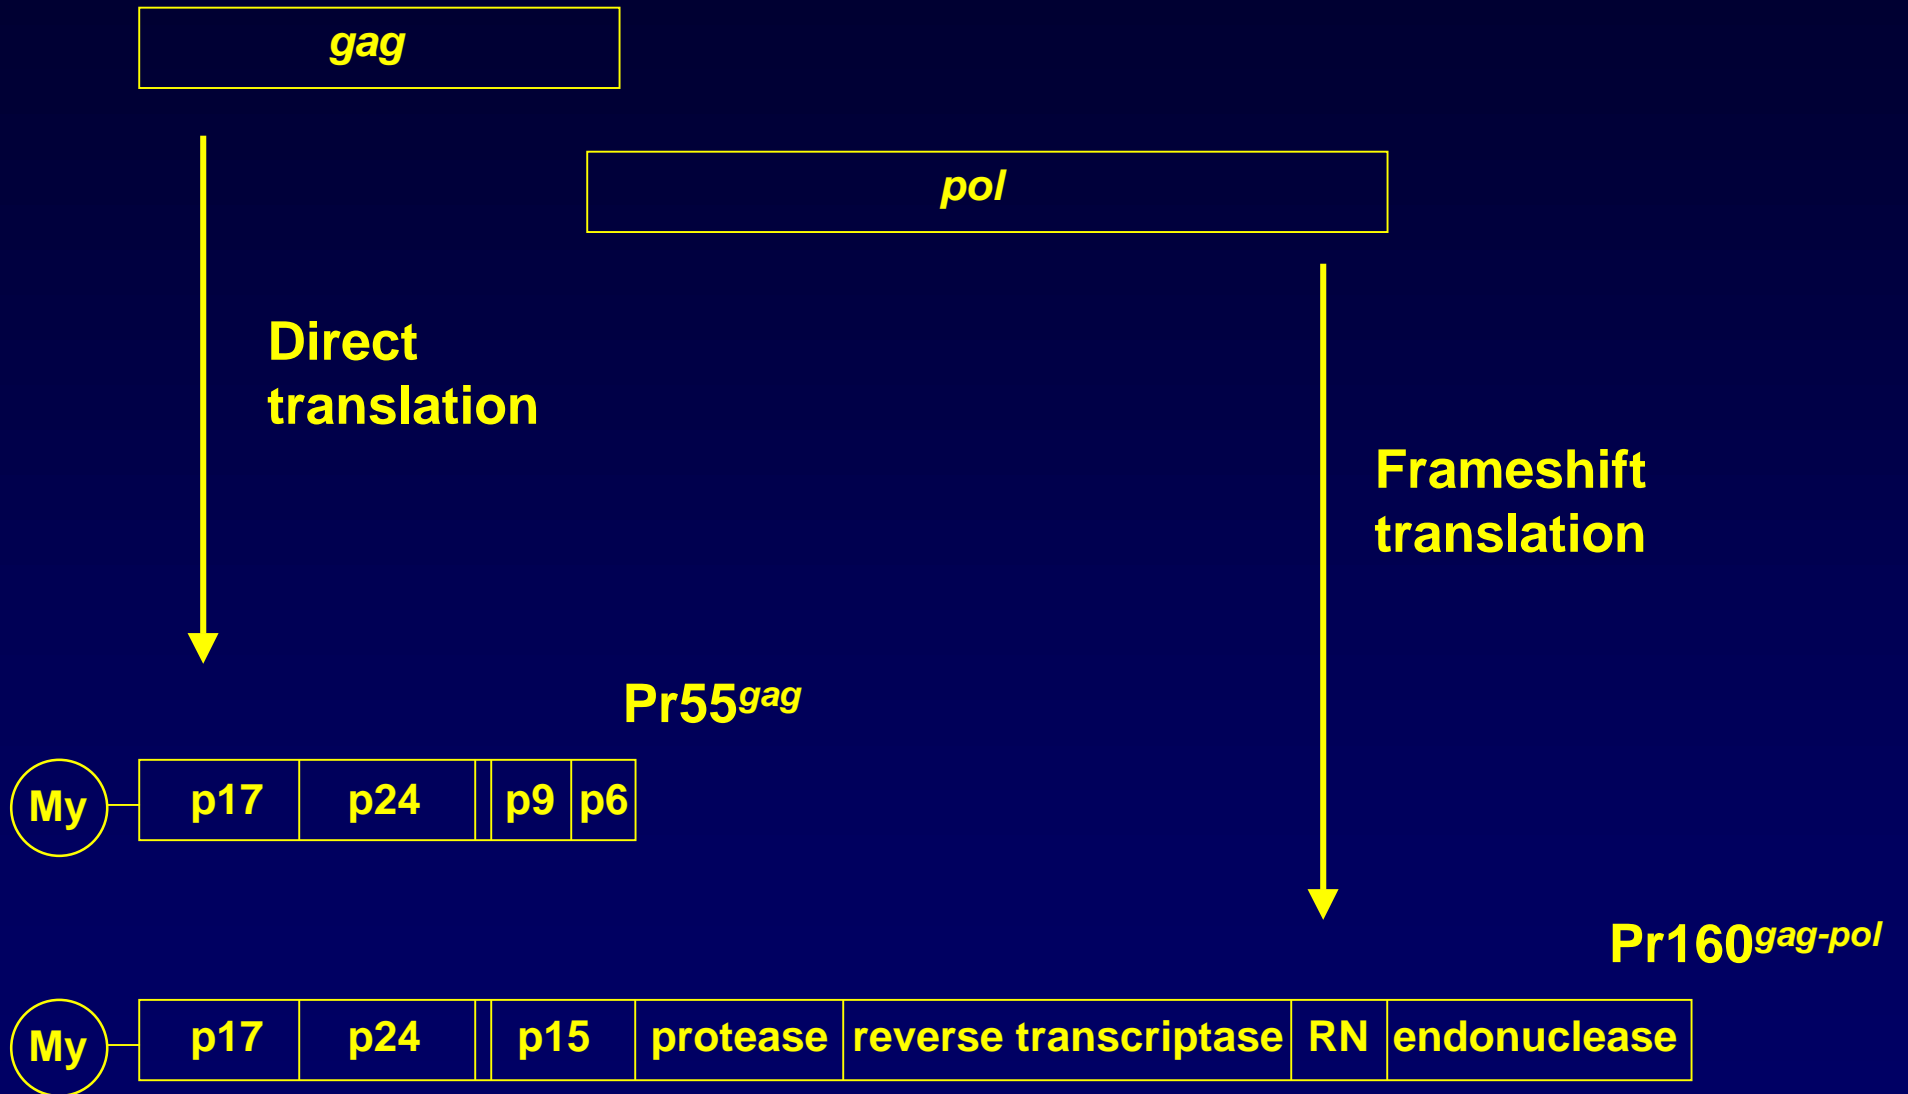 gag
pol
Direct
translation
Frameshift
translation
Pr55gag
My p17 p24 p9 p6
Pr160gag-pol
My p17 p24 p15 protease reverse transcriptase RN endonuclease